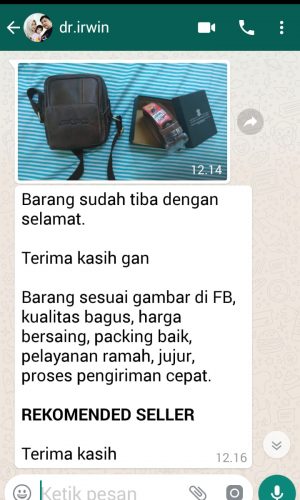 dr.irwin
12.14
Barang sudah tiba dengan
selamat.
Terima kasih gan
Barang sesuai gambar di FB,
kualitas bagus, harga
bersaing, packing baik,
pelayanan ramah, jujur,
proses pengiriman cepat.
REKOMENDED SELLER
Terima kasih
12.16
Ketik pesan